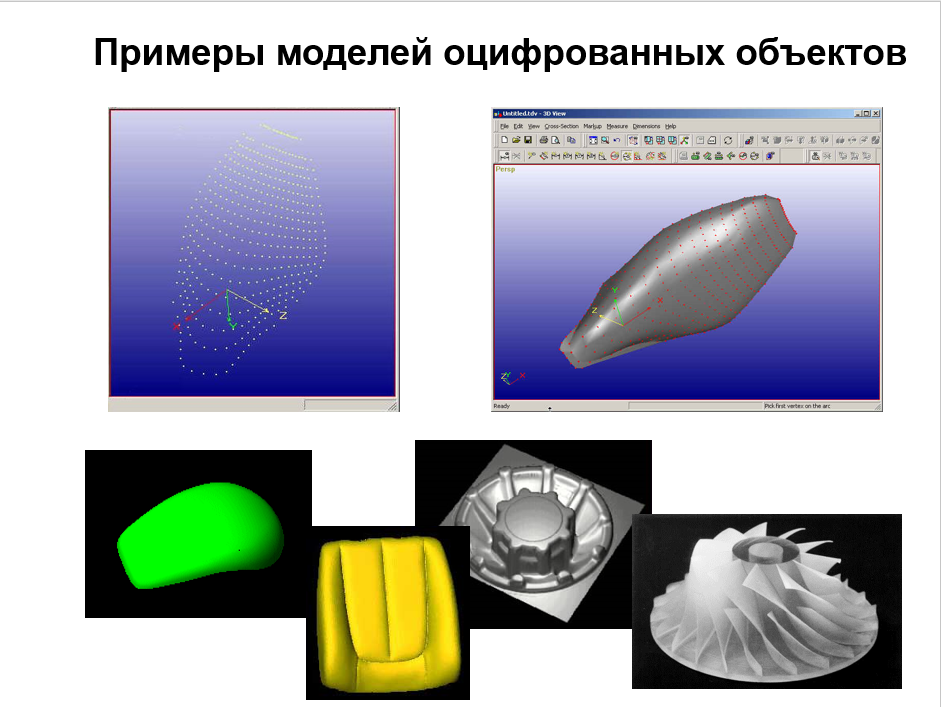 Примеры моделей оцифрованных объектов
Untitled.tdv - 3D View
File Edit View Cross-Section Markup Measure Dimensions Help
Persp
X
Y
Z
Y
X
Z
Z Y X
Ready
Pick first vertex on the arc